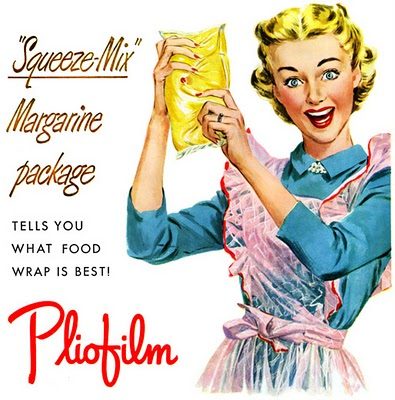 "Squeeze-Mix"
Margarine
package
TELLS YOU
WHAT FOOD
WRAP IS BEST!
Pliofilm